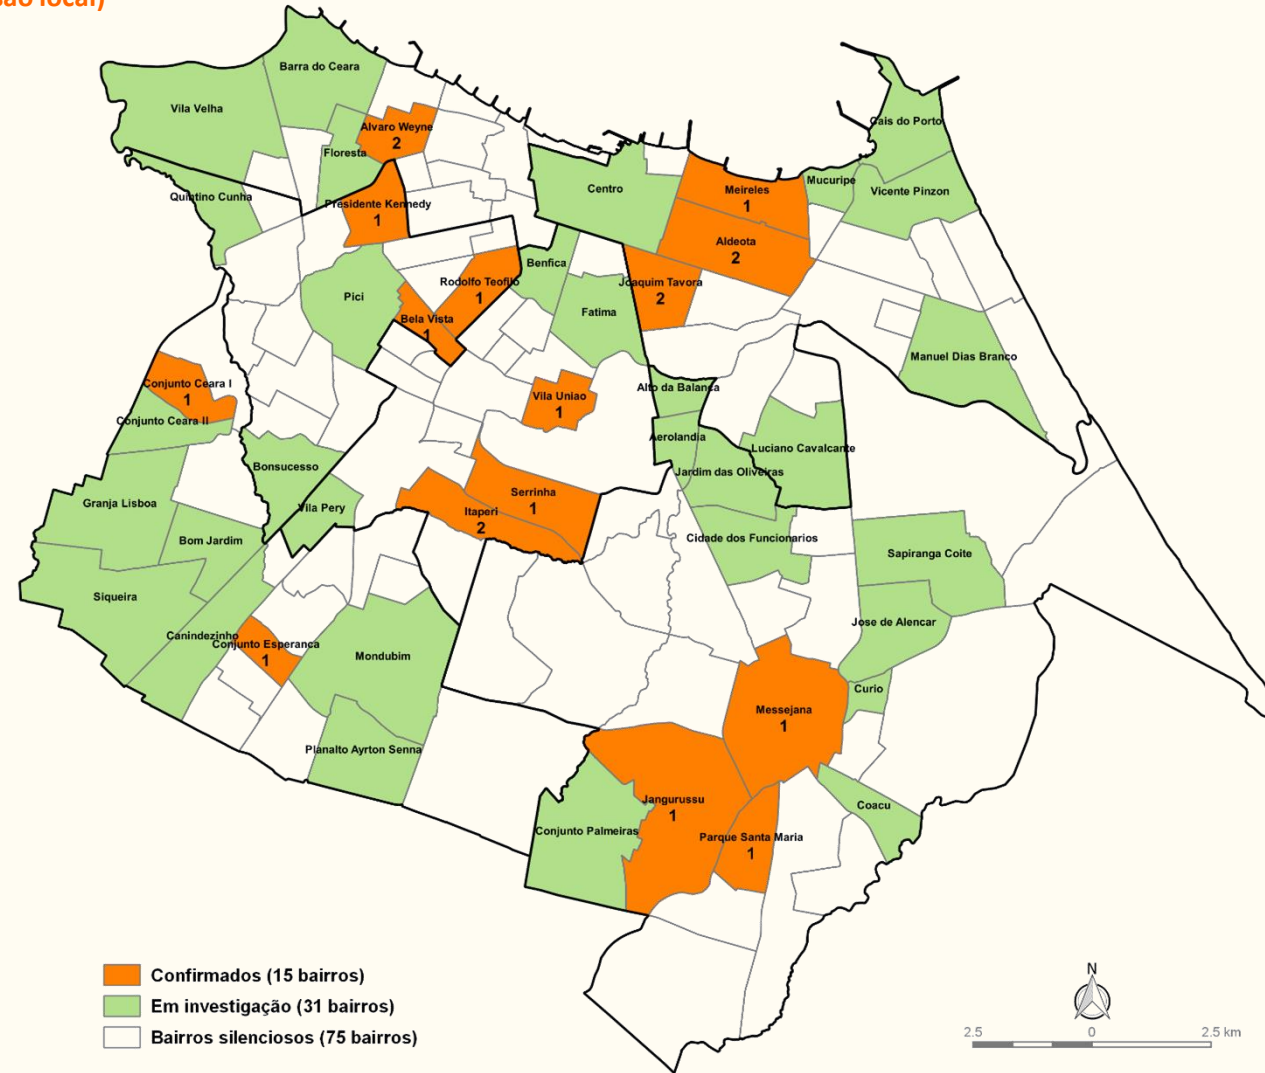 são local)
Barra do Ceara
Vila Velha
Alvaro Weyne
2
Cais do Porto
Floresta
Quintino Cunha
Centro
Meireles
1
Mucuripe
Vicente Pinzon
Presidente Kennedy
1
Aldeota
2
Benfica
Rodolfo Teofilo
1
Joaquim Tavora
2
Pici
Fatima
Bela Vista
1
Manuel Dias Branco
Conjunto Ceara I
1
Vila Uniao
1
Alto da Balança
Conjunto Ceara II
Aerolandia
Luciano Cavalcante
Bonsucesso
Jardim das Oliveiras
Granja Lisboa
Vila Pery
Serrinha
1
Itaperi
2
Bom Jardim
Cidade dos Funcionarios
Sapiranga Coite
Siqueira
Jose de Alencar
Canindezinho
Conjunto Esperanca
1
Mondubim
Curio
Messejana
1
Planalto Ayrton Senna
Jangurussu
1
Coacu
Conjunto Palmeiras
Parque Santa Maria
1
Confirmados (15 bairros)
Em investigação (31 bairros)
Bairros silenciosos (75 bairros)
N
2.5 0 2.5 km